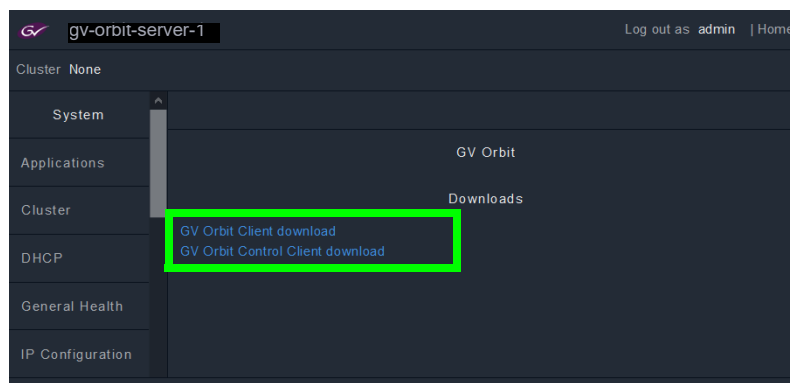 GV gv-orbit-server-1 Log out as admin | Home
Cluster None
System
Applications
Cluster
DHCP
General Health
IP Configuration
GV Orbit
Downloads
GV Orbit Client download
GV Orbit Control Client download